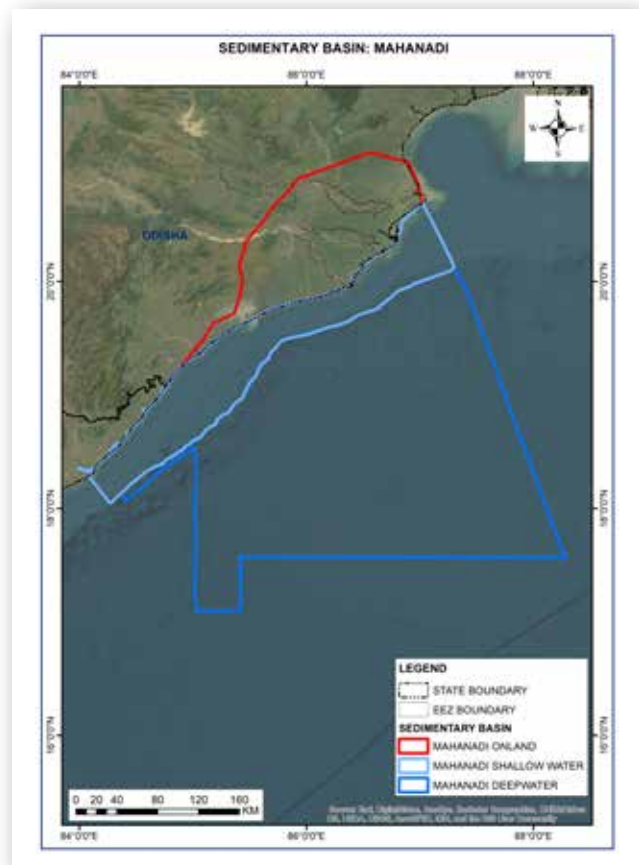 SEDIMENTARY BASIN: MAHANADI
84°0'0"E 86°0'0"E 88°0'0"E
N
W E
S
ODISHA
20°0'0"N 20°0'0"N
18°0'0"N 18°0'0"N
16°0'0"N 16°0'0"N
LEGEND
STATE BOUNDARY
EEZ BOUNDARY
SEDIMENTARY BASIN
MAHANADI ONLAND
MAHANADI SHALLOW WATER
MAHANADI DEEPWATER
0 20 40 80 120 160
KM
84°0'0"E 86°0'0"E 88°0'0"E